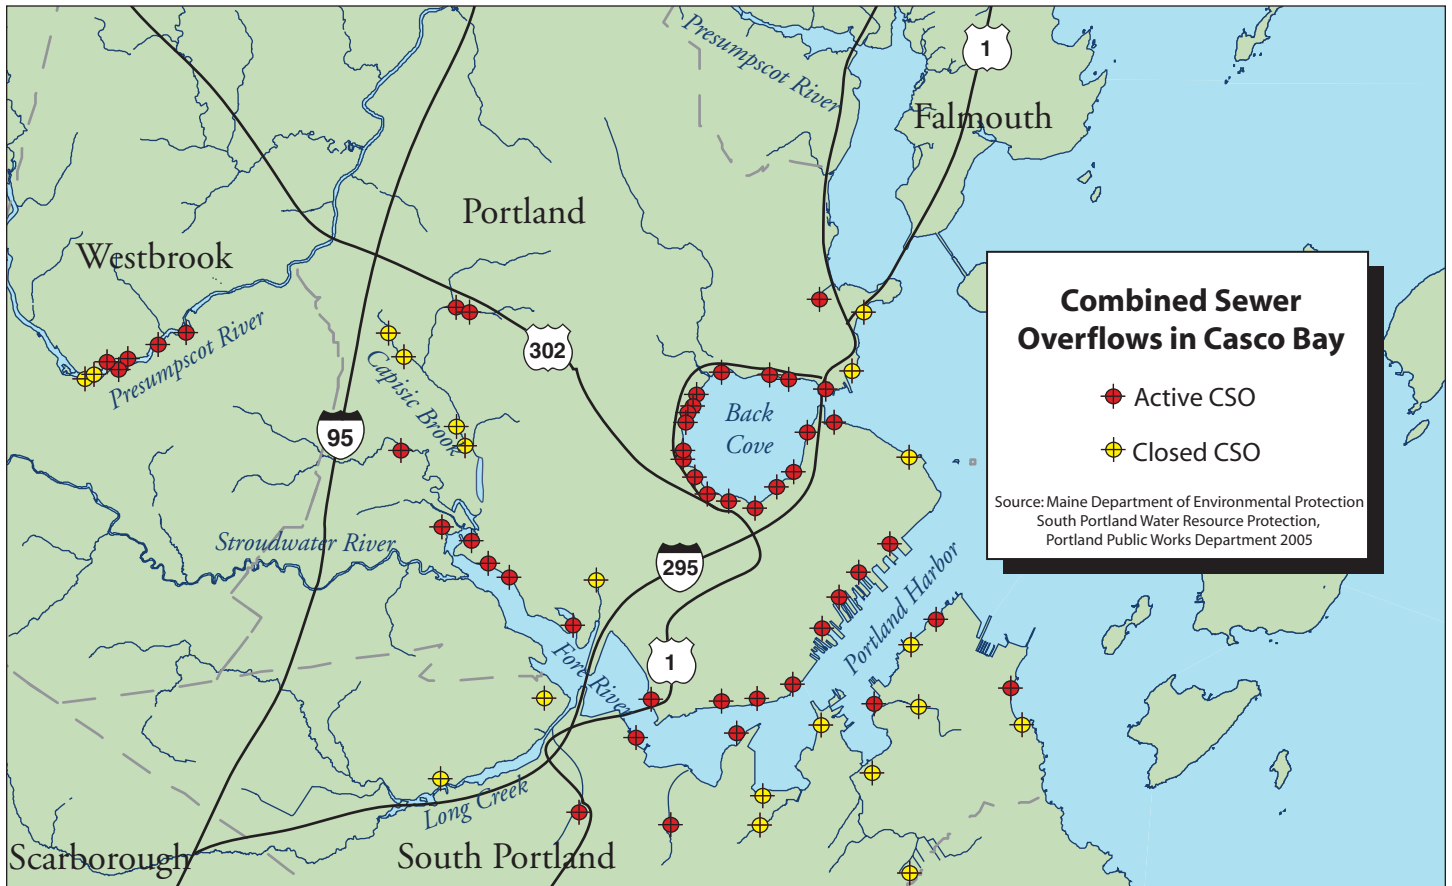 Presumpscot River
1
Falmouth
Portland
Westbrook
Combined Sewer
Overflows in Casco Bay
Active CSO
Closed CSO
Source: Maine Department of Environmental Protection
South Portland Water Resource Protection,
Portland Public Works Department 2005
Presumpscot River
302
Capisic Brook
Back
Cove
95
Stroudwater River
295
Portland Harbor
1
Fore River
Long Creek
Scarborough
South Portland